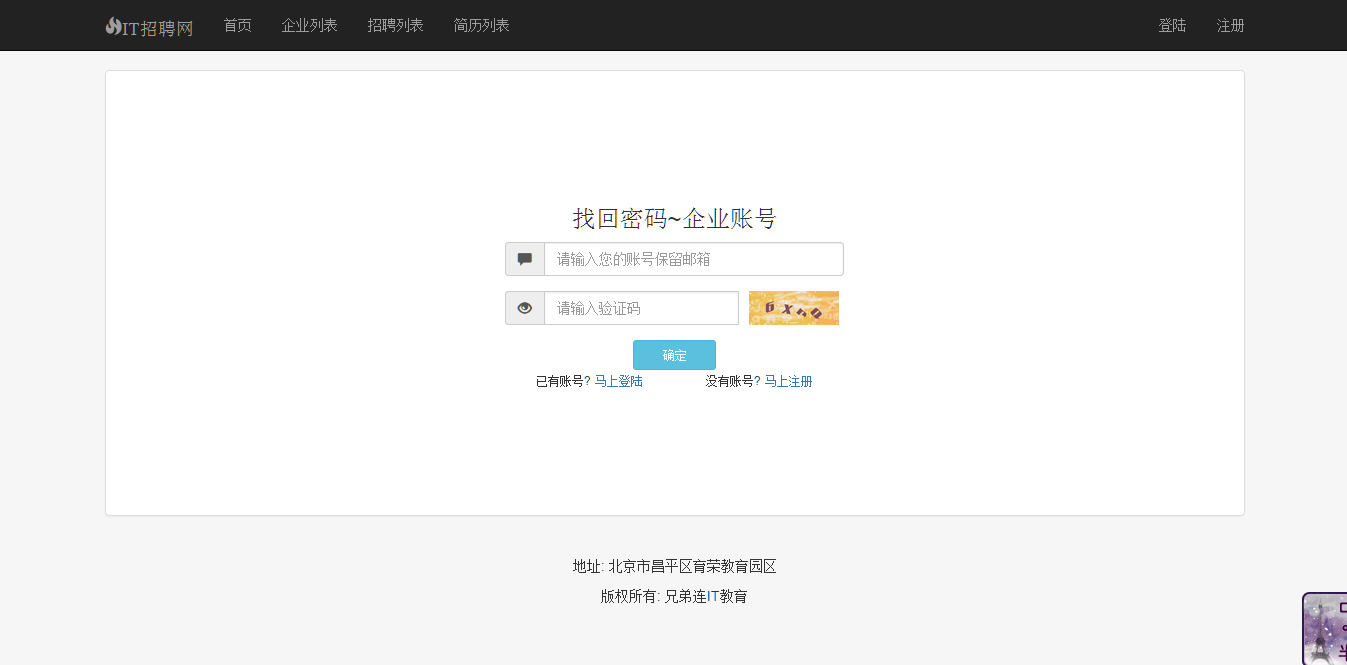 IT招聘网 首页 企业列表 招聘列表 简历列表 登陆 注册
找回密码~企业账号
请输入您的账号保留邮箱
请输入验证码
确定
已有账号? 马上登陆 没有账号? 马上注册
地址: 北京市昌平区育荣教育园区
版权所有: 兄弟连IT教育